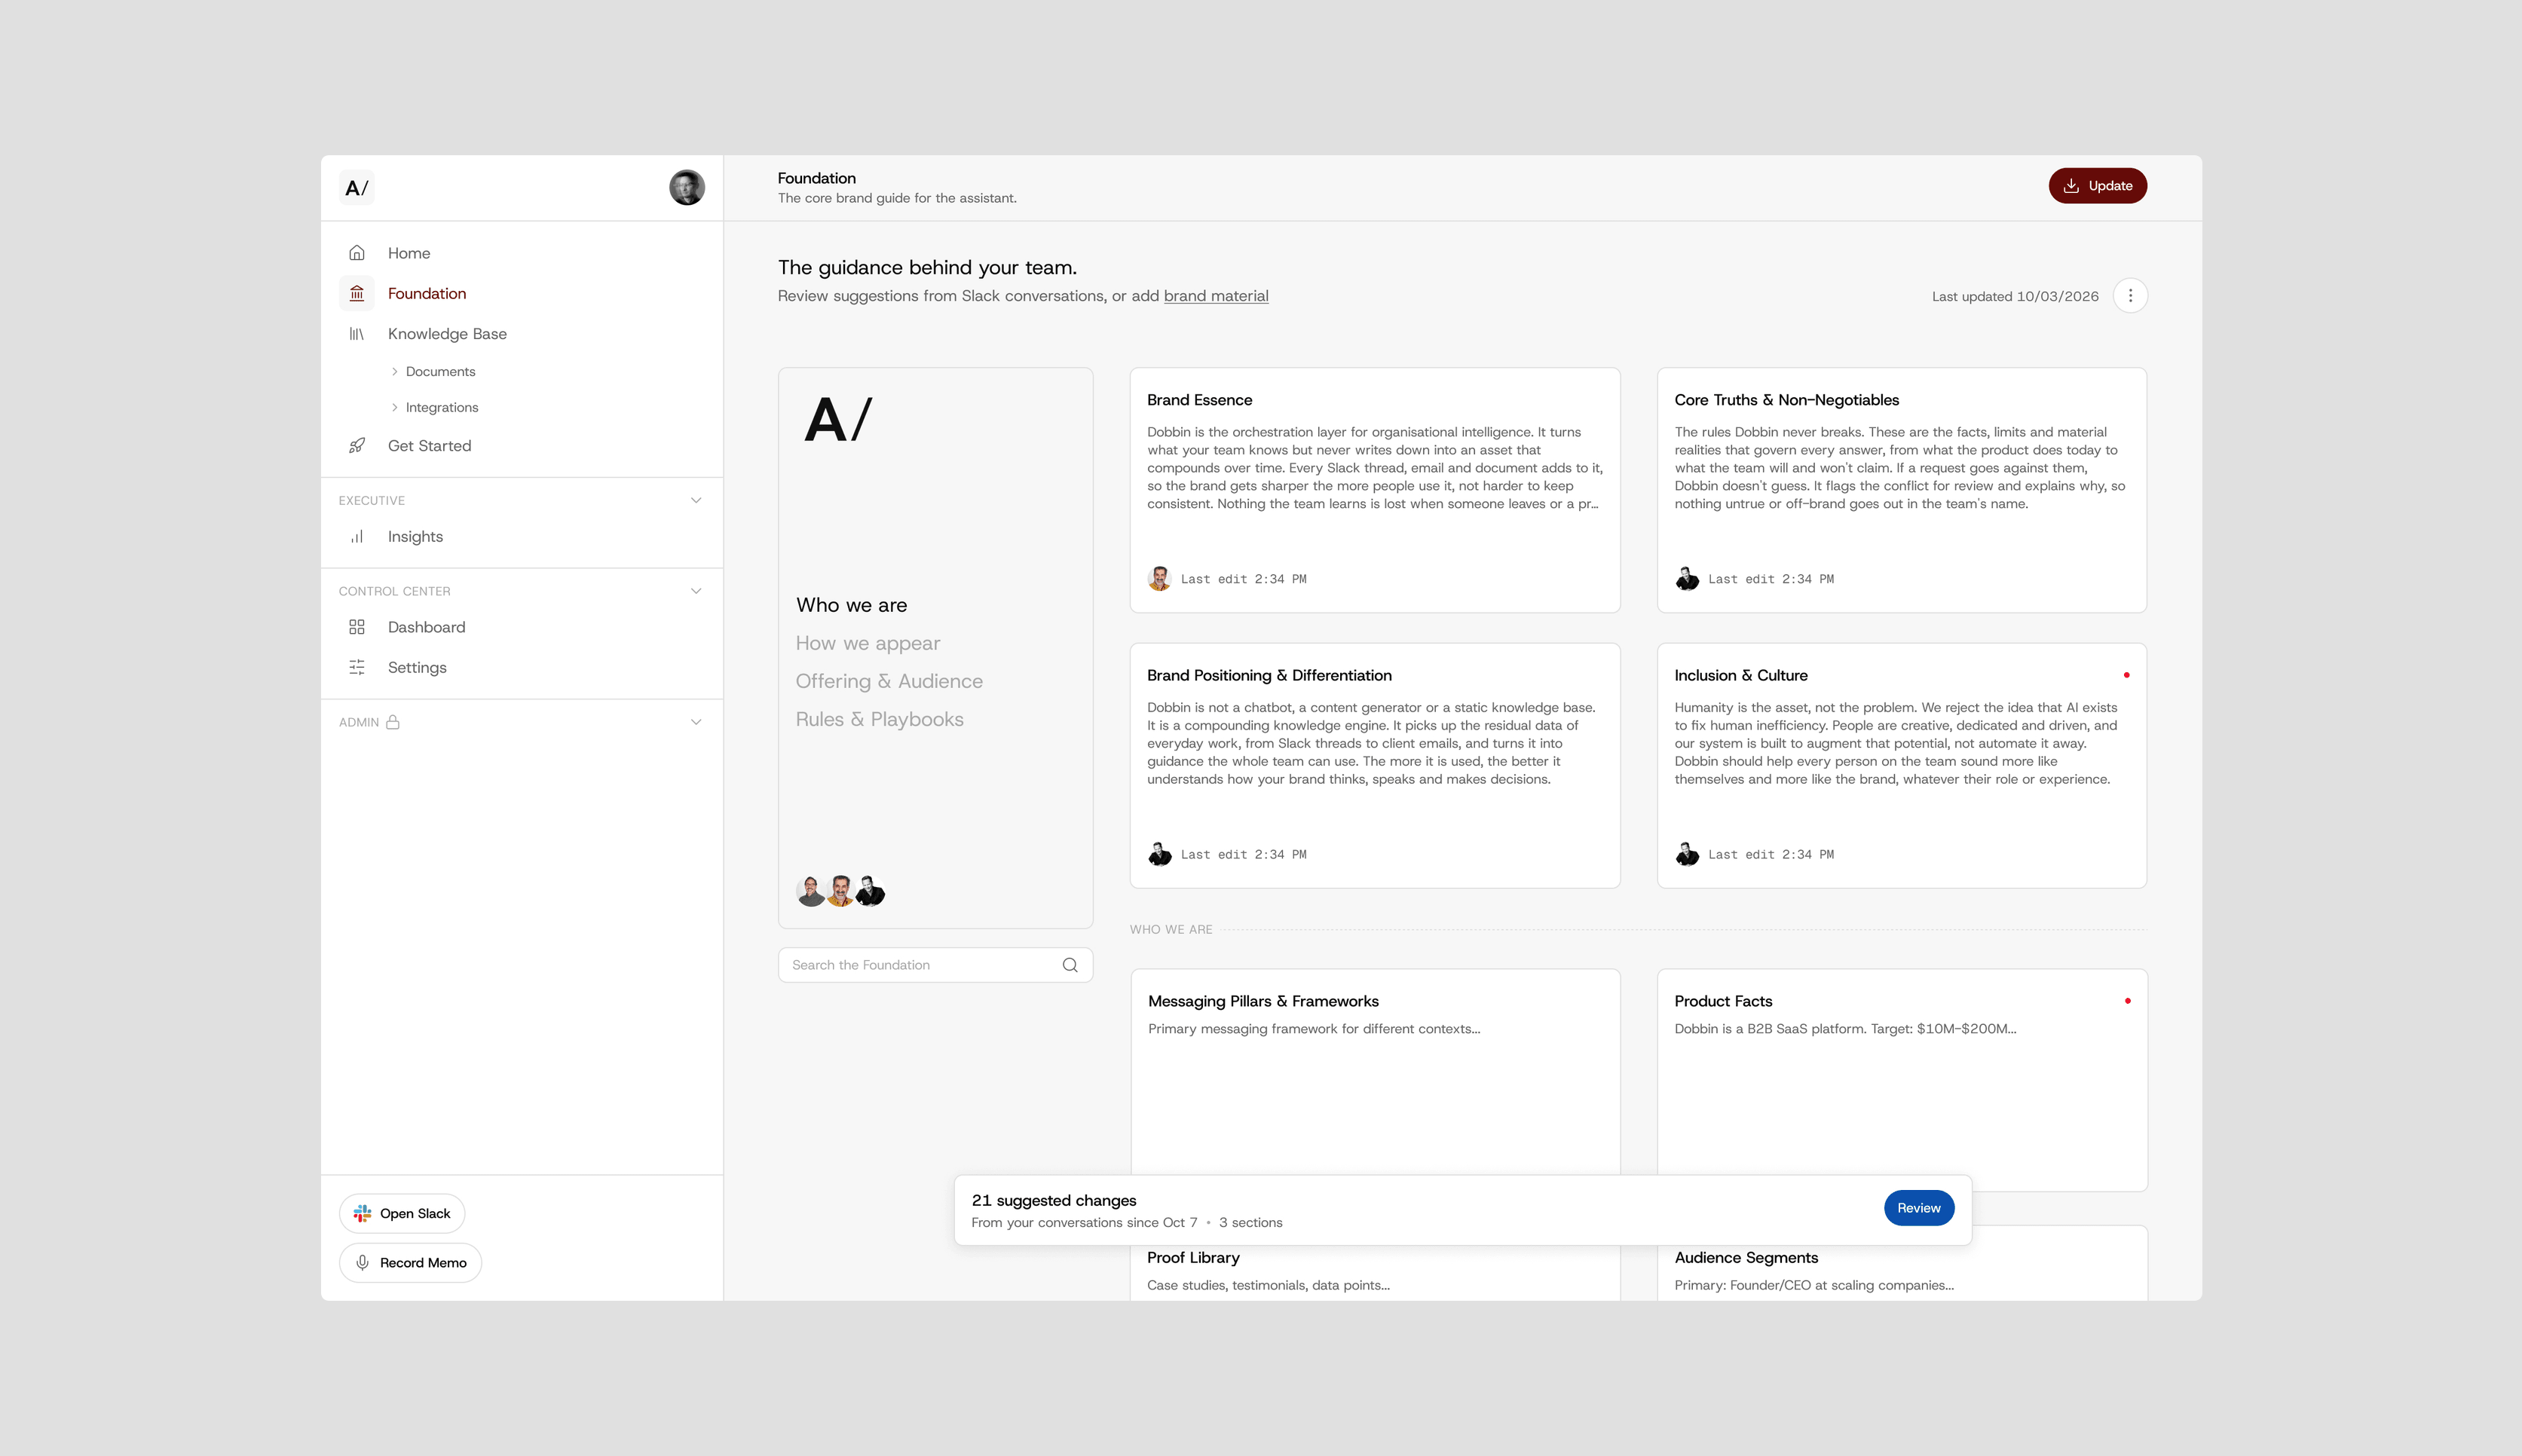 A/
Home
Foundation
Knowledge Base
Documents
Integrations
Get Started
EXECUTIVE
Insights
CONTROL CENTER
Dashboard
Settings
ADMIN
Open Slack
Record Memo
Foundation
The core brand guide for the assistant.
Update
The guidance behind your team.
Review suggestions from Slack conversations, or add brand material
Last updated 10/03/2026
A/
Who we are
How we appear
Offering & Audience
Rules & Playbooks
Search the Foundation
Brand Essence
Dobbin is the orchestration layer for organisational intelligence. It turns
what your team knows but never writes down into an asset that
compounds over time. Every Slack thread, email and document adds to it,
so the brand gets sharper the more people use it, not harder to keep
consistent. Nothing the team learns is lost when someone leaves or a pr...
Last edit 2:34 PM
Core Truths & Non-Negotiables
The rules Dobbin never breaks. These are the facts, limits and material
realities that govern every answer, from what the product does today to
what the team will and won't claim. If a request goes against them,
Dobbin doesn't guess. It flags the conflict for review and explains why, so
nothing untrue or off-brand goes out in the team's name.
Last edit 2:34 PM
Brand Positioning & Differentiation
Dobbin is not a chatbot, a content generator or a static knowledge base.
It is a compounding knowledge engine. It picks up the residual data of
everyday work, from Slack threads to client emails, and turns it into
guidance the whole team can use. The more it is used, the better it
understands how your brand thinks, speaks and makes decisions.
Last edit 2:34 PM
Inclusion & Culture
Humanity is the asset, not the problem. We reject the idea that AI exists
to fix human inefficiency. People are creative, dedicated and driven, and
our system is built to augment that potential, not automate it away.
Dobbin should help every person on the team sound more like
themselves and more like the brand, whatever their role or experience.
Last edit 2:34 PM
WHO WE ARE
Messaging Pillars & Frameworks
Primary messaging framework for different contexts...
Product Facts
Dobbin is a B2B SaaS platform. Target: $10M-$200M...
21 suggested changes
From your conversations since Oct 7 • 3 sections
Review
Proof Library
Case studies, testimonials, data points...
Audience Segments
Primary: Founder/CEO at scaling companies...